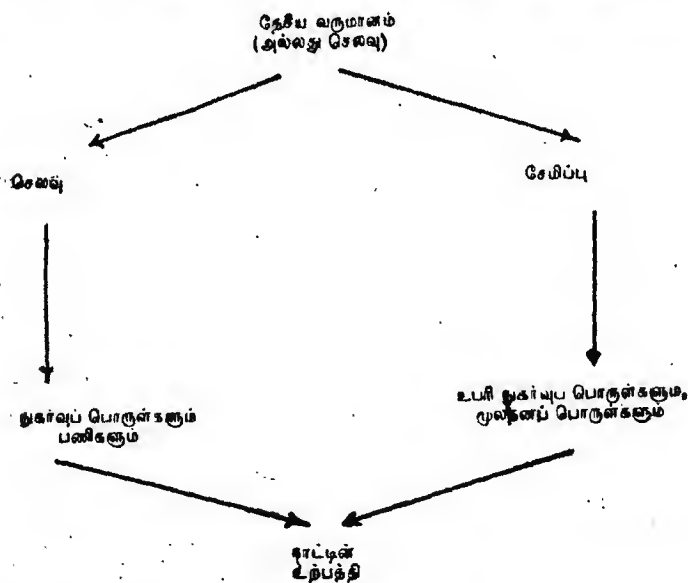 தேசிய வருமானம்
(அல்லது செலவு)
செலவு
சேமிப்பு
நுகர்வுப் பொருள்களும்
பணிகளும்
உபரி நுகர்வுப பொருள்களும்,
மூலதனப் பொருள்களும்
நாட்டின்
உற்பத்தி